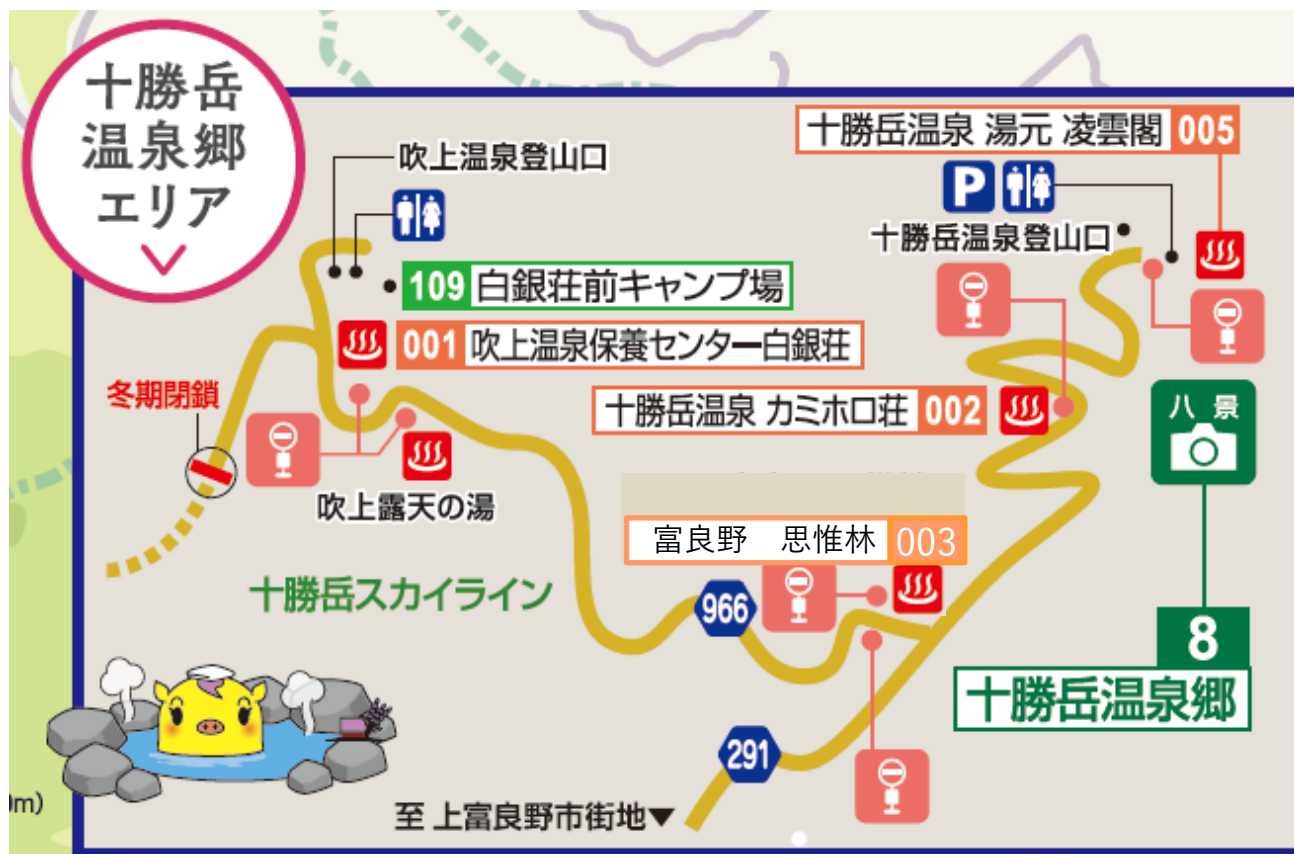 十勝岳
温泉郷
エリア
十勝岳温泉 湯元 凌雲閣 005
吹上温泉登山口
P
十勝岳温泉登山口
109 白銀荘前キャンプ場
001 吹上温泉保養センター白銀荘
冬期閉鎖
十勝岳温泉 カミホロ荘 002
八景
吹上露天の湯
富良野 思惟林 003
十勝岳スカイライン
966
8
十勝岳温泉郷
291
至 上富良野市街地▼
0m)